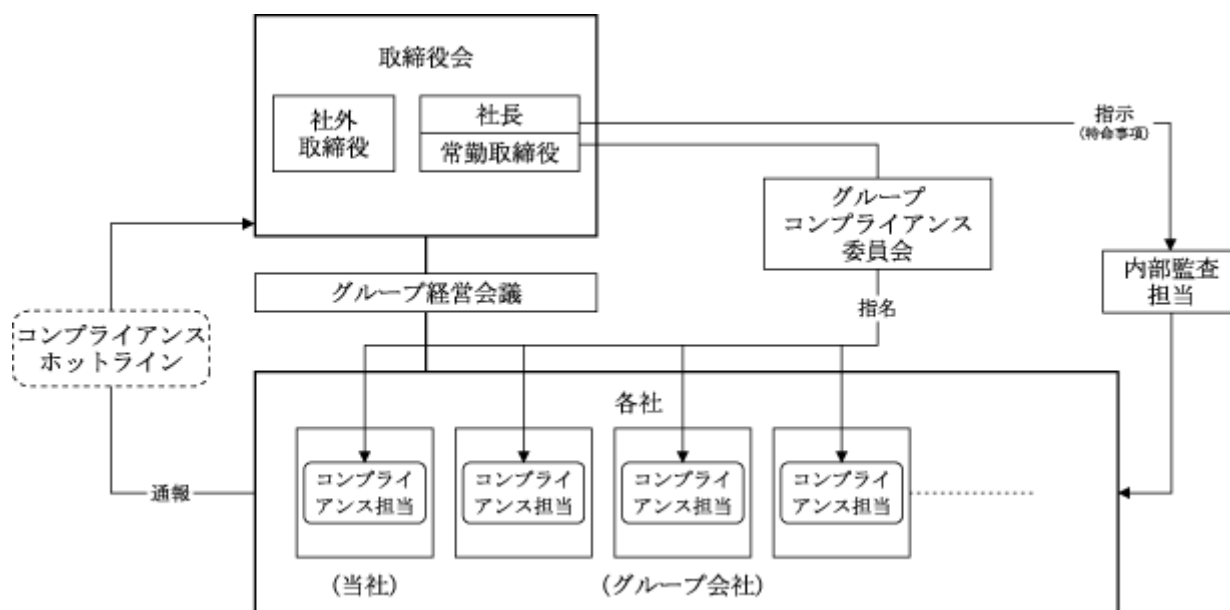 取締役会
社外
取締役
社長
常勤取締役
指示
(特命事項)
グループ
コンプライアンス
委員会
内部監査
担当
グループ経営会議
指名
コンプライアンス
ホットライン
各社
コンプライ
アンス担当
コンプライ
アンス担当
コンプライ
アンス担当
コンプライ
アンス担当
通報
(当社)
(グループ会社)